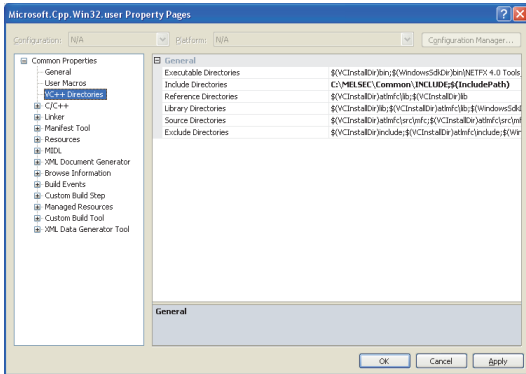 Microsoft.Cpp.Win32.user Property Pages
Configuration: N/A Platform: N/A Configuration Manager...
Common Properties
General
User Macros
VC++ Directories
C/C++
Linker
Manifest Tool
Resources
MIDL
XML Document Generator
Browse Information
Build Events
Custom Build Step
Managed Resources
Custom Build Tool
XML Data Generator Tool
General
Executable Directories $(VCInstallDir)bin;$(WindowsSdkDir)bin\NETFX 4.0 Tools
Include Directories C:\MELSEC\Common\INCLUDE;$(IncludePath)
Reference Directories $(VCInstallDir)atlmfc\lib;$(VCInstallDir)lib
Library Directories $(VCInstallDir)lib;$(VCInstallDir)atlmfc\lib;$(WindowsSdkD
Source Directories $(VCInstallDir)atlmfc\src\mfc;$(VCInstallDir)atlmfc\src\mf
Exclude Directories $(VCInstallDir)include;$(VCInstallDir)atlmfc\include;$(Win
General
OK Cancel Apply